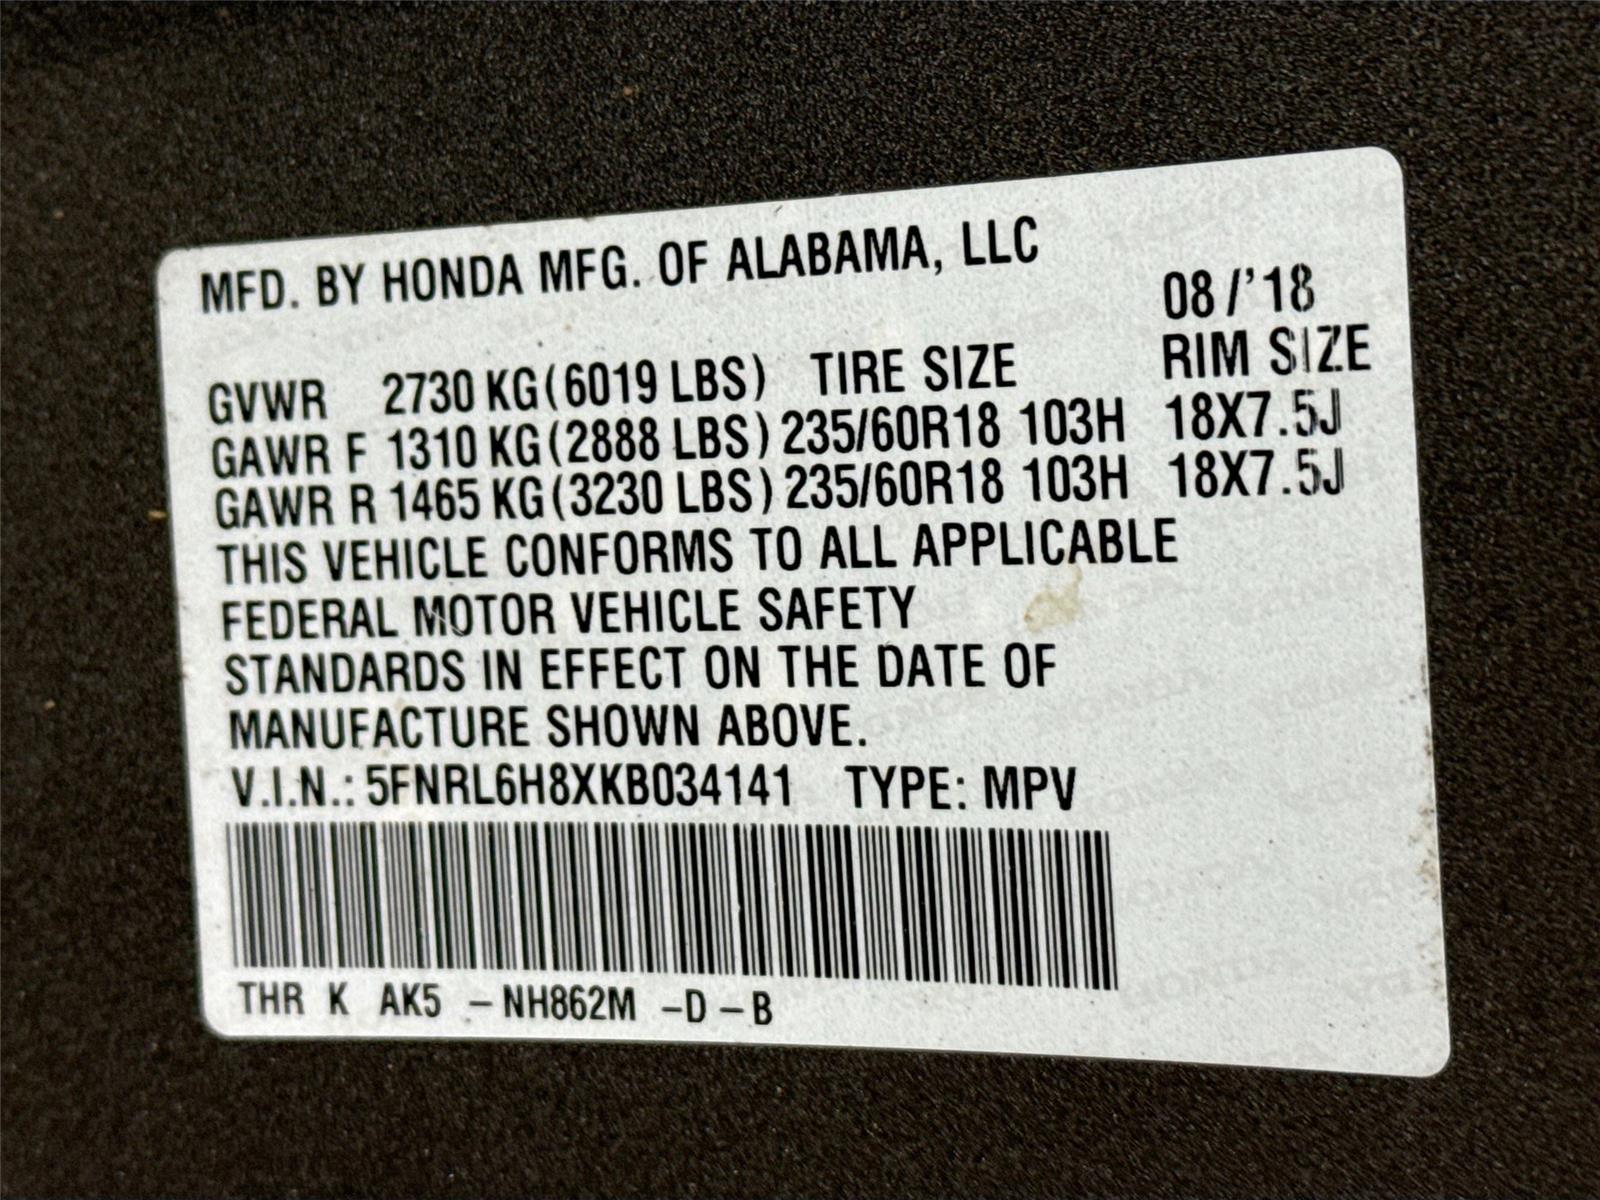 MFD. BY HONDA MFG. OF ALABAMA, LLC
08/'18
GVWR 2730 KG(6019 LBS) TIRE SIZE RIM SIZE
GAWR F 1310 KG(2888 LBS) 235/60R18 103H 18X7.5J
GAWR R 1465 KG(3230 LBS) 235/60R18 103H 18X7.5J
THIS VEHICLE CONFORMS TO ALL APPLICABLE
FEDERAL MOTOR VEHICLE SAFETY
STANDARDS IN EFFECT ON THE DATE OF
MANUFACTURE SHOWN ABOVE.
V.I.N.: 5FNRL6H8XKB034141 TYPE: MPV
THR K AK5 -NH862M -D-B